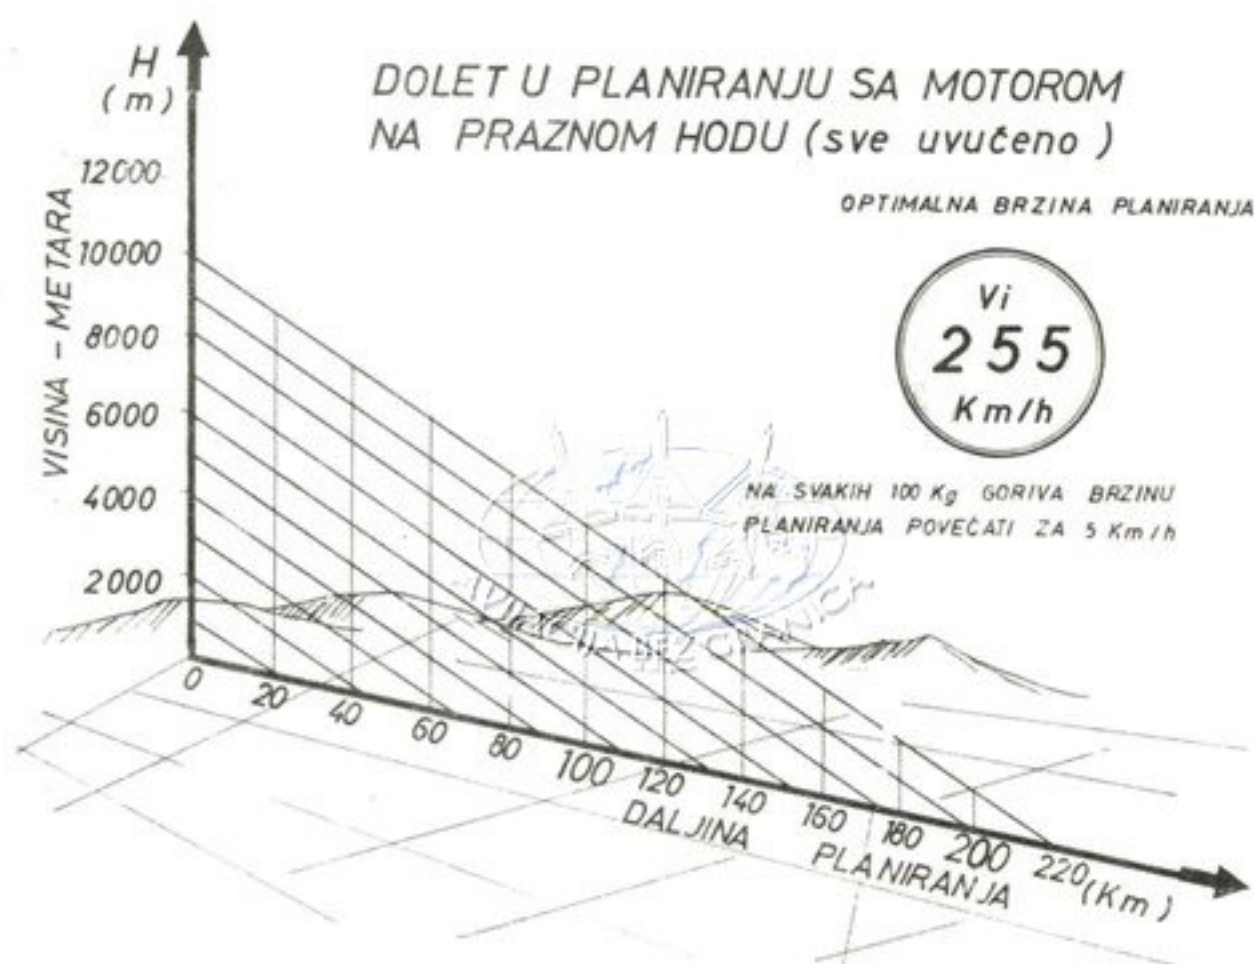 H
(m)
DOLET U PLANIRANJU SA MOTOROM
NA PRAZNOM HODU (sve uvučeno)
OPTIMALNA BRZINA PLANIRANJA
Vi
255
Km/h
NA SVAKIH 100 Kg GORIVA BRZINU
PLANIRANJA POVEĆATI ZA 5 Km/h
VISINA - METARA
12000
10000
8000
6000
4000
2000
0
20
40
60
80
100
120
140
160
180
200
220 (Km)
DALJINA PLANIRANJA